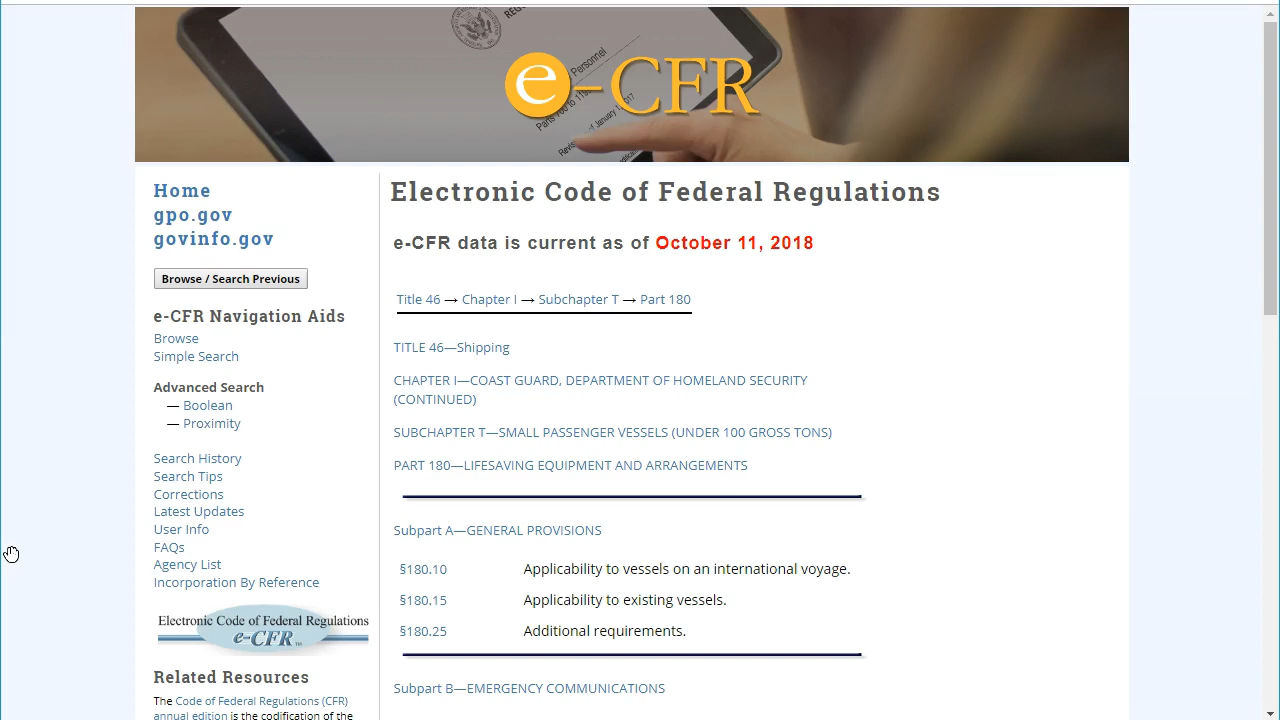 Personnel
e-CFR
Home
gpo.gov
govinfo.gov
Browse / Search Previous
e-CFR Navigation Aids
Browse
Simple Search
Advanced Search
— Boolean
— Proximity
Search History
Search Tips
Corrections
Latest Updates
User Info
FAQs
Agency List
Incorporation By Reference
Electronic Code of Federal Regulations
e-CFR™
Related Resources
The Code of Federal Regulations (CFR)
annual edition is the codification of the
Electronic Code of Federal Regulations
e-CFR data is current as of October 11, 2018
Title 46 → Chapter I → Subchapter T → Part 180
TITLE 46—Shipping
CHAPTER I—COAST GUARD, DEPARTMENT OF HOMELAND SECURITY
(CONTINUED)
SUBCHAPTER T—SMALL PASSENGER VESSELS (UNDER 100 GROSS TONS)
PART 180—LIFESAVING EQUIPMENT AND ARRANGEMENTS
Subpart A—GENERAL PROVISIONS
§180.10 Applicability to vessels on an international voyage.
§180.15 Applicability to existing vessels.
§180.25 Additional requirements.
Subpart B—EMERGENCY COMMUNICATIONS